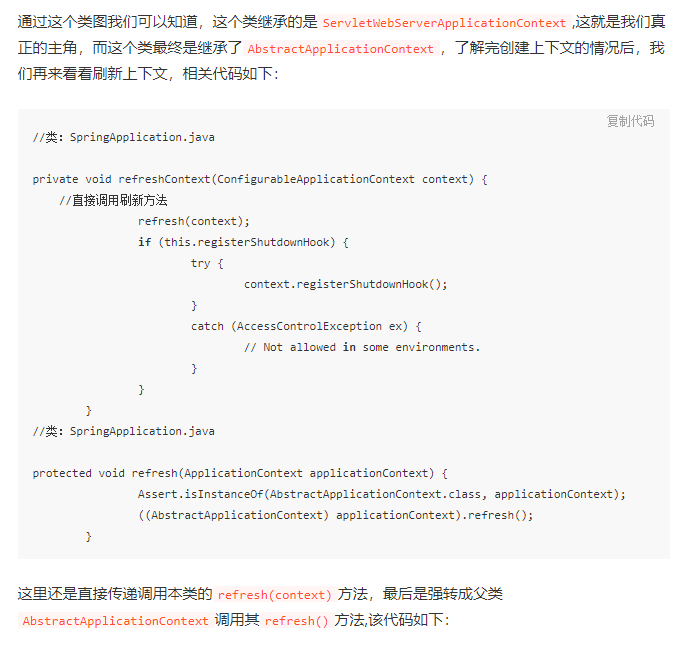 通过这个类图我们可以知道，这个类继承的是 ServletWebServerApplicationContext ,这就是我们真
正的主角，而这个类最终是继承了 AbstractApplicationContext ，了解完创建上下文的情况后，我
们再来看看刷新上下文，相关代码如下：
复制代码
//类：SpringApplication.java
private void refreshContext(ConfigurableApplicationContext context) {
//直接调用刷新方法
refresh(context);
if (this.registerShutdownHook) {
try {
context.registerShutdownHook();
}
catch (AccessControlException ex) {
// Not allowed in some environments.
}
}
}
//类：SpringApplication.java
protected void refresh(ApplicationContext applicationContext) {
Assert.isInstanceOf(AbstractApplicationContext.class, applicationContext);
((AbstractApplicationContext) applicationContext).refresh();
}
这里还是直接传递调用本类的 refresh(context) 方法，最后是强转成父类
AbstractApplicationContext 调用其 refresh() 方法,该代码如下：